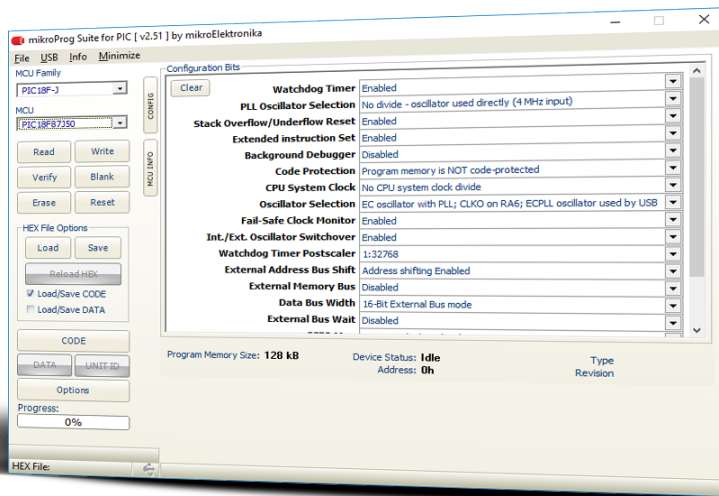 mikroProg Suite for PIC [ v2.51 ] by mikroElektronika
File USB Info Minimize
MCU Family
PIC18F-J
MCU
PIC18F87J50
Read Write
Verify Blank
Erase Reset
HEX File Options
Load Save
Reload HEX
Load/Save CODE
Load/Save DATA
CODE
DATA UNIT ID
Options
Progress:
0%
HEX File:
CONFIG
MCU INFO
Configuration Bits
Clear
Watchdog Timer Enabled
PLL Oscillator Selection No divide - oscillator used directly (4 MHz input)
Stack Overflow/Underflow Reset Enabled
Extended instruction Set Enabled
Background Debugger Disabled
Code Protection Program memory is NOT code-protected
CPU System Clock No CPU system clock divide
Oscillator Selection EC oscillator with PLL; CLKO on RA6; ECPLL oscillator used by USB
Fail-Safe Clock Monitor Enabled
Int./Ext. Oscillator Switchover Enabled
Watchdog Timer Postscaler 1:32768
External Address Bus Shift Address shifting Enabled
External Memory Bus Disabled
Data Bus Width 16-Bit External Bus mode
External Bus Wait Disabled
Program Memory Size: 128 kB Device Status: Idle Type
Address: 0h Revision